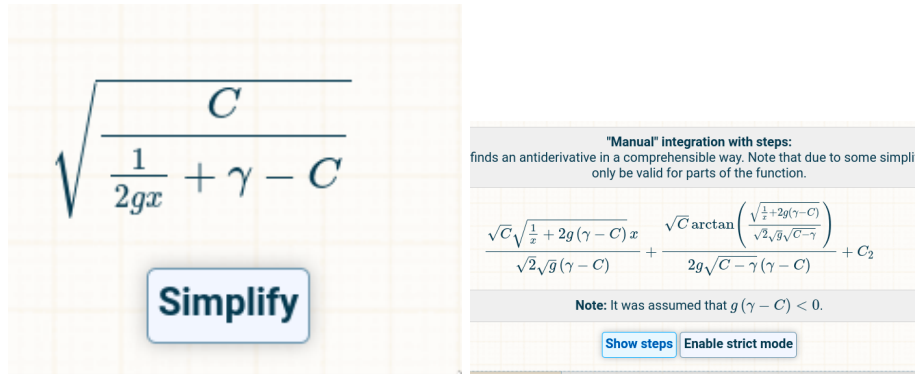 √(C / (1/(2gx) + γ − C))
Simplify
"Manual" integration with steps:
finds an antiderivative in a comprehensible way. Note that due to some simpli
only be valid for parts of the function.
(√C √(1/x + 2g(γ − C)) x) / (√2 √g (γ − C)) + (√C arctan(√(1/x + 2g(γ−C)) / (√2 √g √(C−γ)))) / (2g√(C − γ) (γ − C)) + C₂
Note: It was assumed that g (γ − C) < 0.
Show steps Enable strict mode